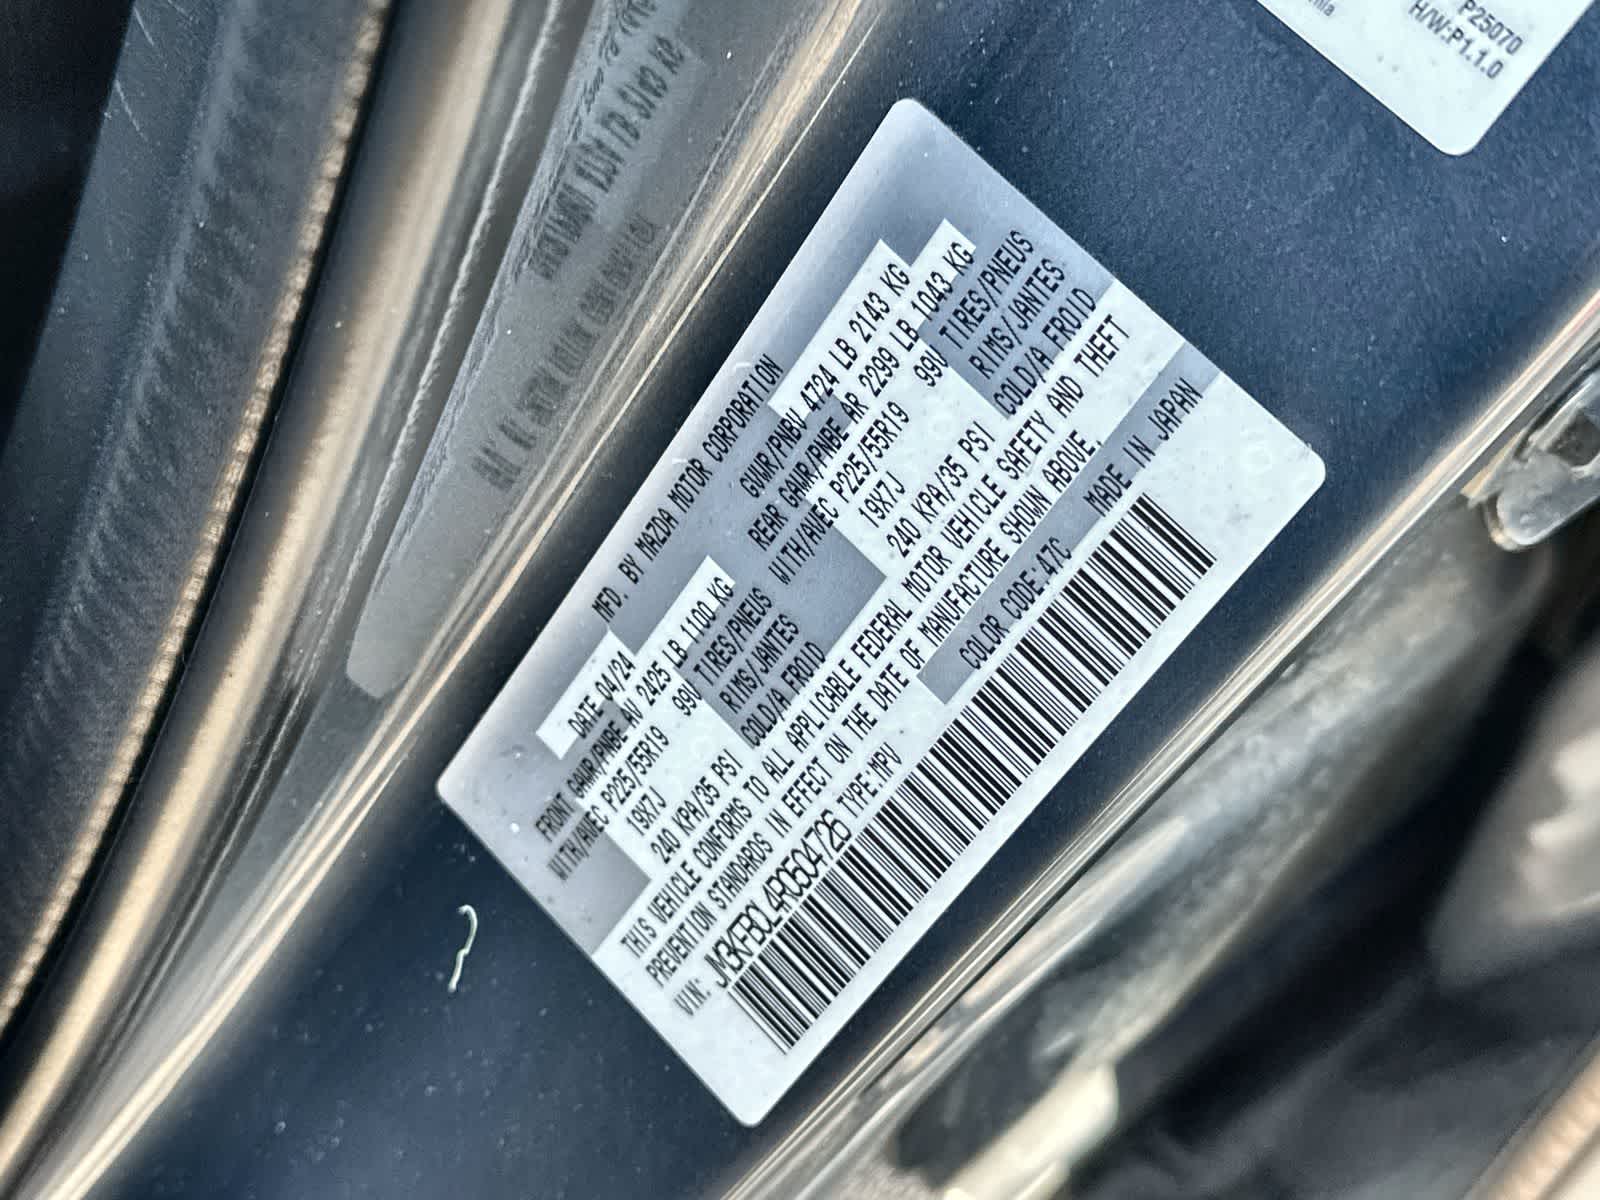 MFD. BY MAZDA MOTOR CORPORATION
DATE 04/24 GVWR/PNBV 4724 LB 2143 KG
FRONT GAWR/PNBE AV 2425 LB 1100 KG REAR GAWR/PNBE AR 2299 LB 1043 KG
WITH/AVEC P225/55R19 99V TIRES/PNEUS WITH/AVEC P225/55R19 99V TIRES/PNEUS
19X7J RIMS/JANTES 19X7J RIMS/JANTES
240 KPA/35 PSI COLD/A FROID 240 KPA/35 PSI COLD/A FROID
THIS VEHICLE CONFORMS TO ALL APPLICABLE FEDERAL MOTOR VEHICLE SAFETY AND THEFT
PREVENTION STANDARDS IN EFFECT ON THE DATE OF MANUFACTURE SHOWN ABOVE.
VIN: JM3KFBCL4R0504726 TYPE:MPV COLOR CODE:47C MADE IN JAPAN
P25070
H/W:P1.1.0